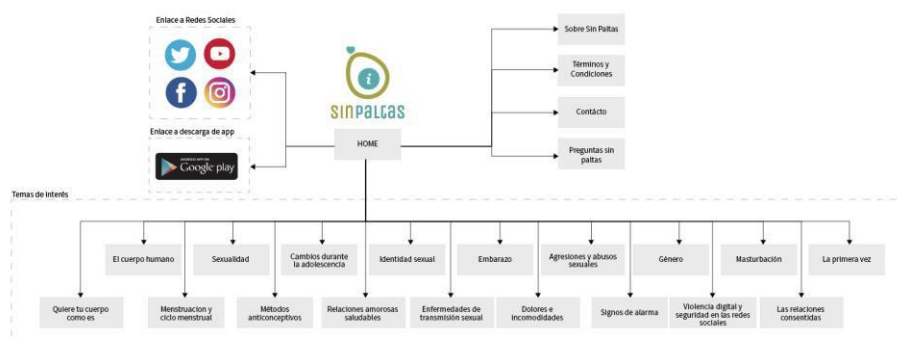 Enlace a Redes Sociales
Sobre Sin Paltas
Términos y
Condiciones
i
SINPALTAS
Contácto
Enlace a descarga de app
HOME
ANDROID APP ON
Google play
Preguntas sin
paltas
Temas de interés
El cuerpo humano
Sexualidad
Cambios durante
la adolescencia
Identidad sexual
Embarazo
Agresiones y abusos
sexuales
Género
Masturbación
La primera vez
Quiere tu cuerpo
como es
Menstruacion y
ciclo menstrual
Métodos
anticonceptivos
Relaciones amorosas
saludables
Enfermedades de
transmisión sexual
Dolores e
incomodidades
Signos de alarma
Violencia digital y
seguridad en las redes
sociales
Las relaciones
consentidas